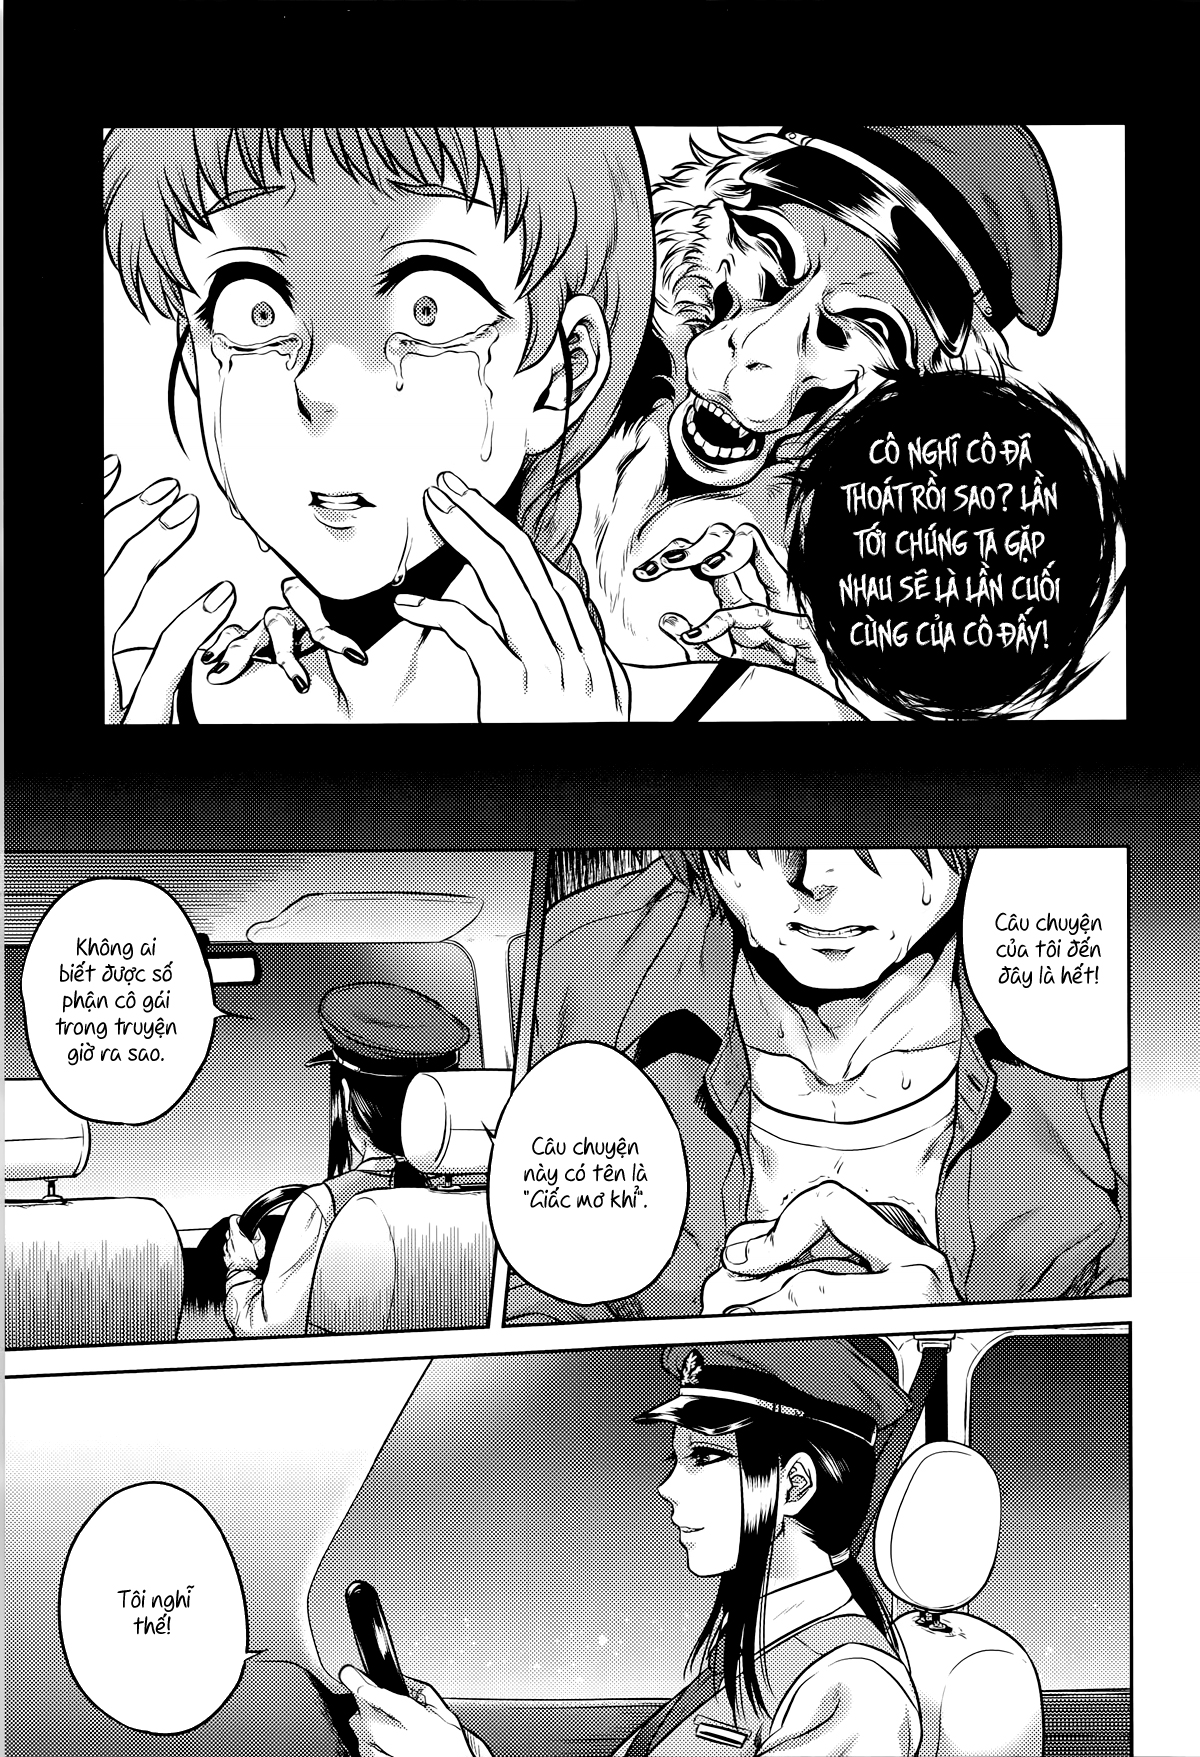 CÔ NGHĨ CÔ ĐÃ
THOÁT RỒI SAO? LẦN
TỚI CHÚNG TA GẶP
NHAU SẼ LÀ LẦN CUỐI
CÙNG CỦA CÔ ĐẤY!
Câu chuyện
của tôi đến
đây là hết!
Câu chuyện
này có tên là
"Giấc mơ khỉ".
Không ai
biết được số
phận cô gái
trong truyện
giờ ra sao.
Tôi nghĩ
thế!